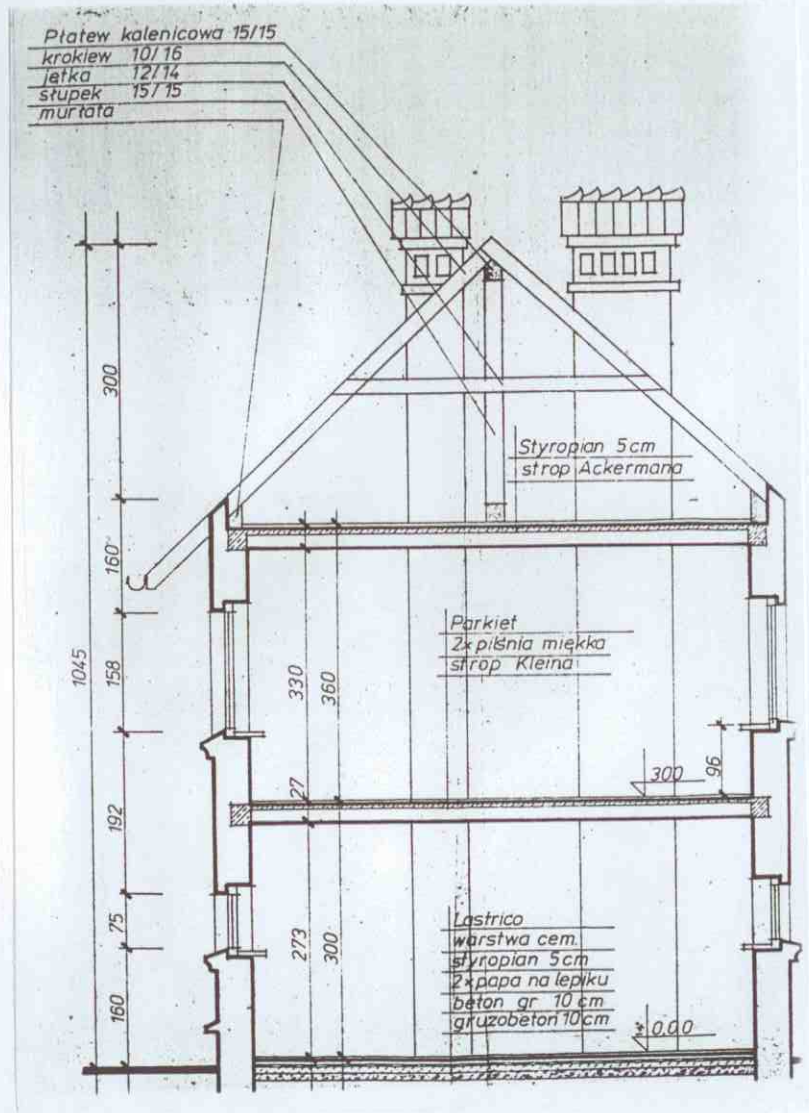 Płatew kalenicowa 15/15
krokiew 10/16
jętka 12/14
słupek 15/15
murłata
300
Styropian 5cm
strop Ackermana
160
1045
158
330
360
Parkiet
2x pilśnia miękka
strop Kleina
300
96
27
192
75
273
300
160
Lastrico
warstwa cem.
styropian 5cm
2x papa na lepiku
beton gr 10 cm
gruzobeton 10cm
0,00